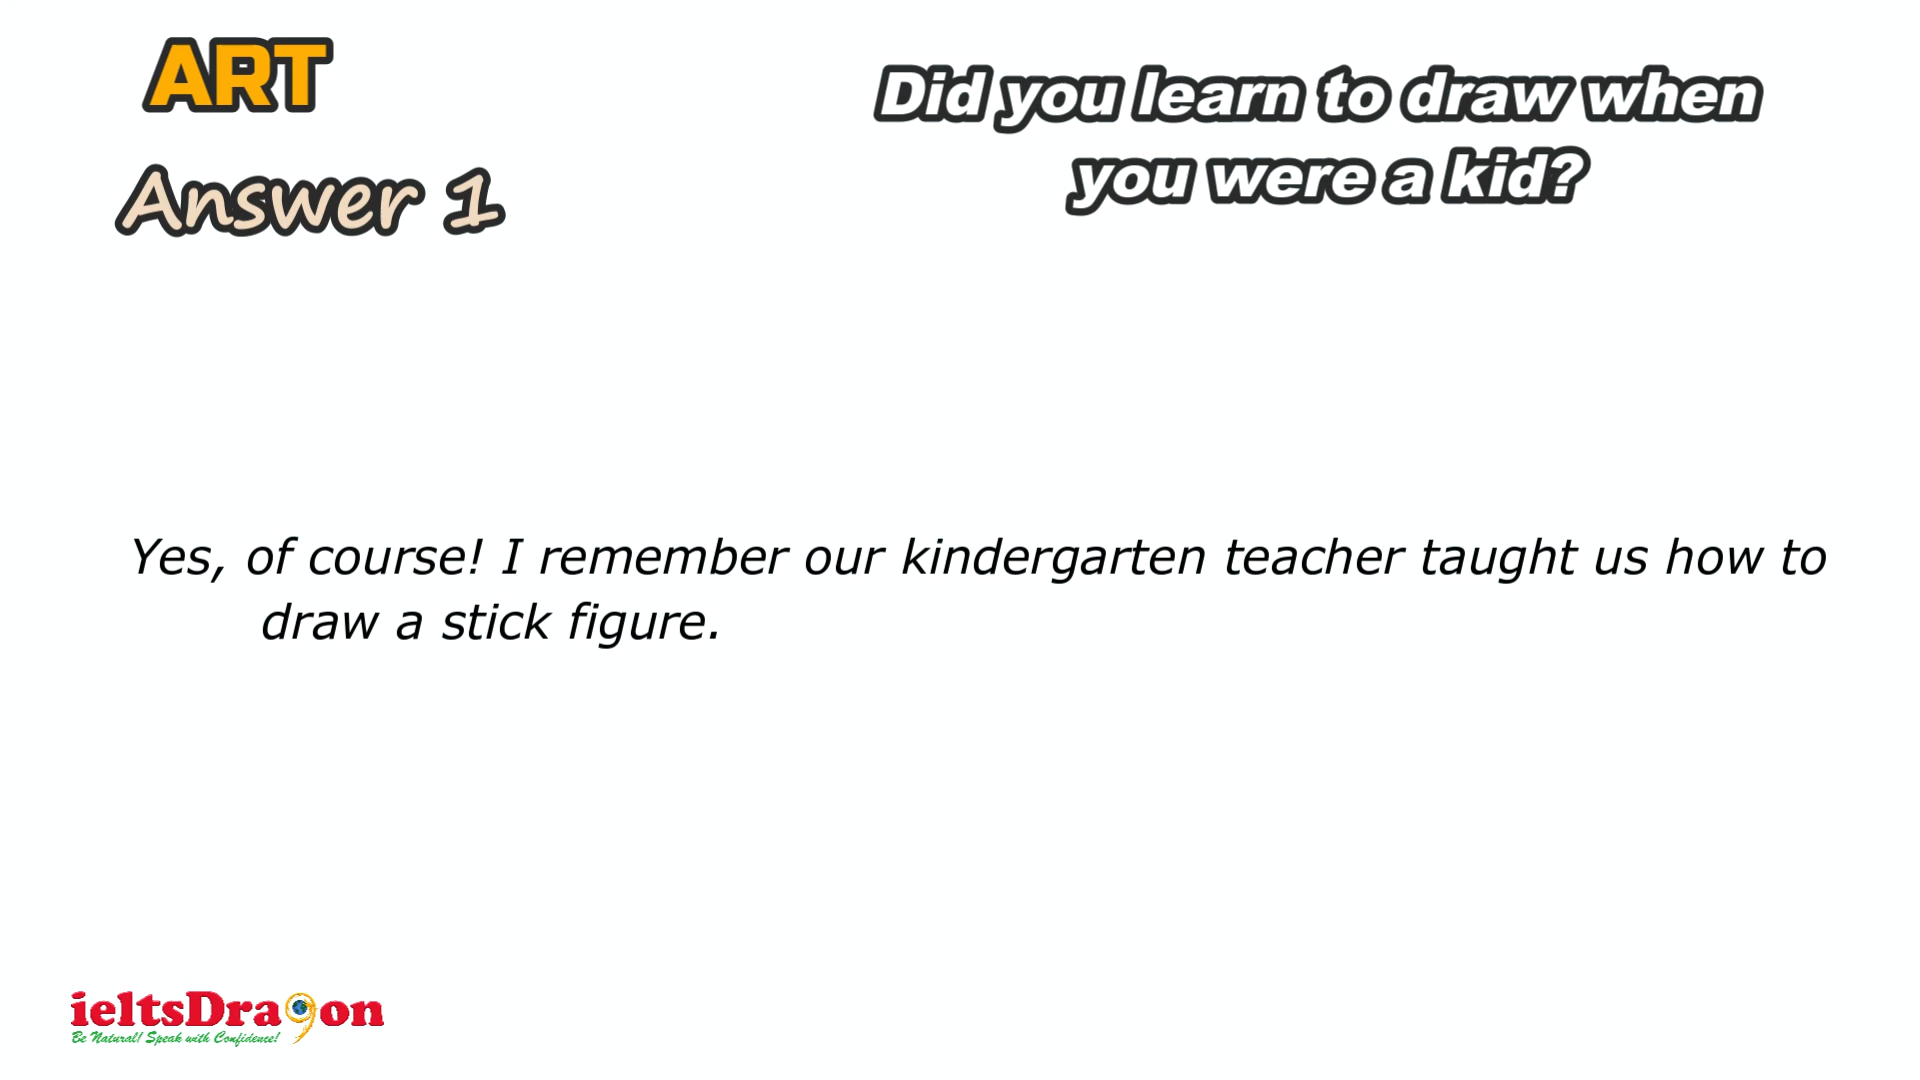 ART
Answer 1
Did you learn to draw when
you were a kid?
Yes, of course! I remember our kindergarten teacher taught us how to
draw a stick figure.
ieltsDra9on
Be Natural! Speak with Confidence!